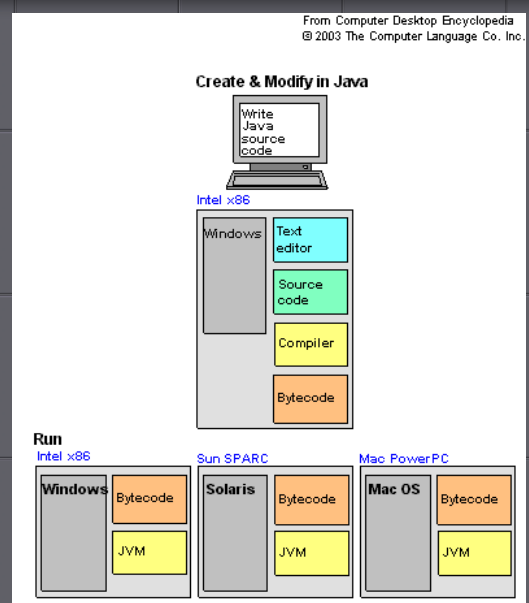 From Computer Desktop Encyclopedia
© 2003 The Computer Language Co. Inc.
Create & Modify in Java
Write
Java
source
code
Intel x86
Windows
Text
editor
Source
code
Compiler
Bytecode
Run
Intel x86
Windows
Bytecode
JVM
Sun SPARC
Solaris
Bytecode
JVM
Mac PowerPC
Mac OS
Bytecode
JVM